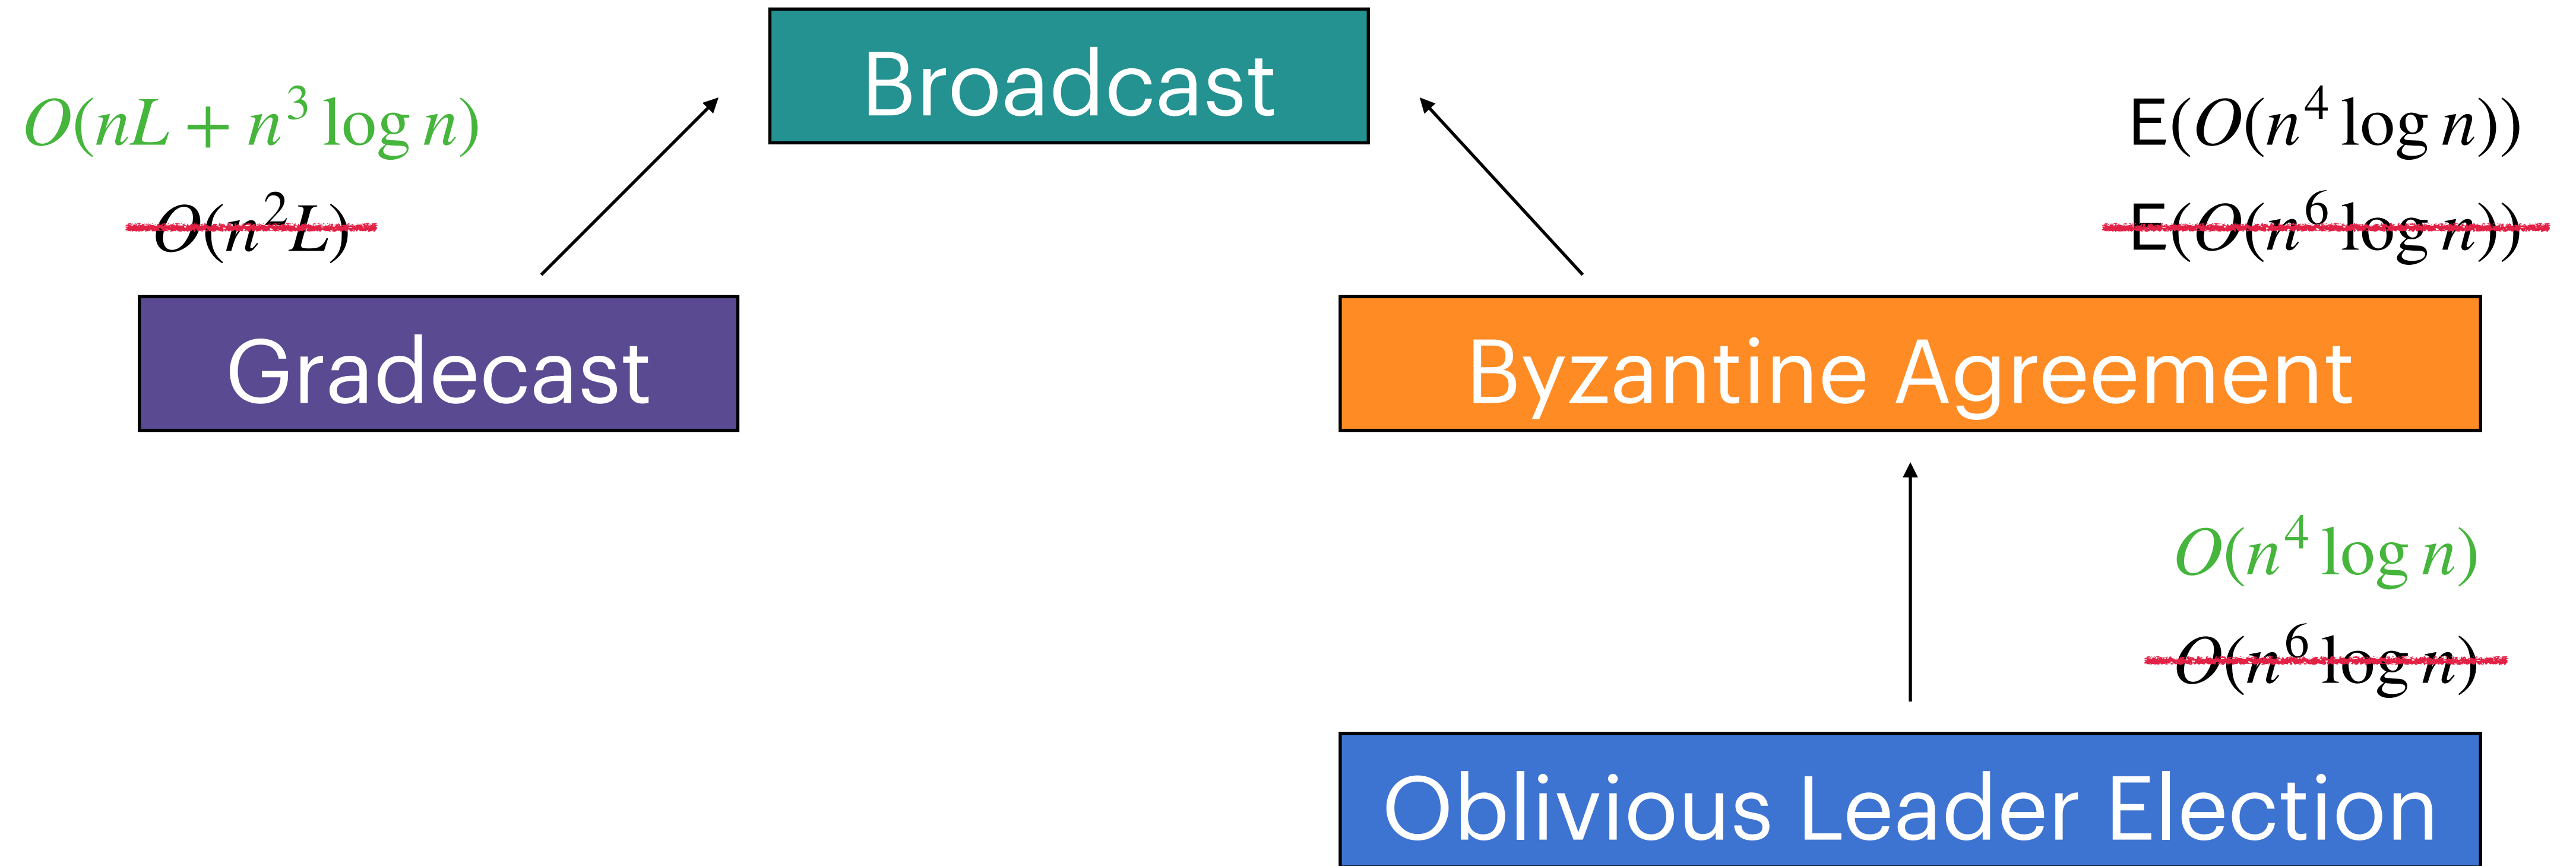 Broadcast
O(nL + n³ log n)
O(n²L)
E(O(n⁴ log n))
E(O(n⁶ log n))
Gradecast
Byzantine Agreement
O(n⁴ log n)
O(n⁶ log n)
Oblivious Leader Election